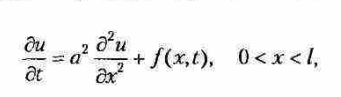 ∂u/∂t = a² ∂²u/∂x² + f(x,t), 0 < x < l,